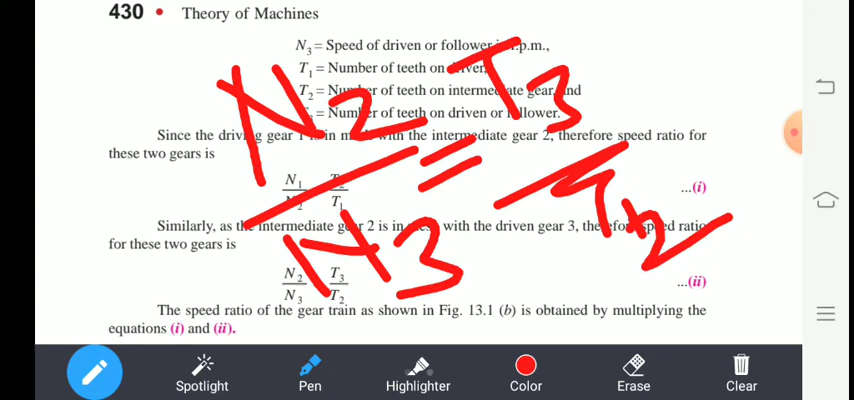 430 • Theory of Machines
N3 = Speed of driven or follower in r.p.m.,
T1 = Number of teeth on driver,
T2 = Number of teeth on intermediate gear, and
= Number of teeth on driven or follower.
Since the driving gear 1 is in mesh with the intermediate gear 2, therefore speed ratio for
these two gears is
N1/N2 T2/T1 ...(i)
Similarly, as the intermediate gear 2 is in mesh with the driven gear 3, therefore speed ratio
for these two gears is
N2/N3 T3/T2 ...(ii)
The speed ratio of the gear train as shown in Fig. 13.1 (b) is obtained by multiplying the
equations (i) and (ii).
N2/N3 = T3/T2
Spotlight Pen Highlighter Color Erase Clear